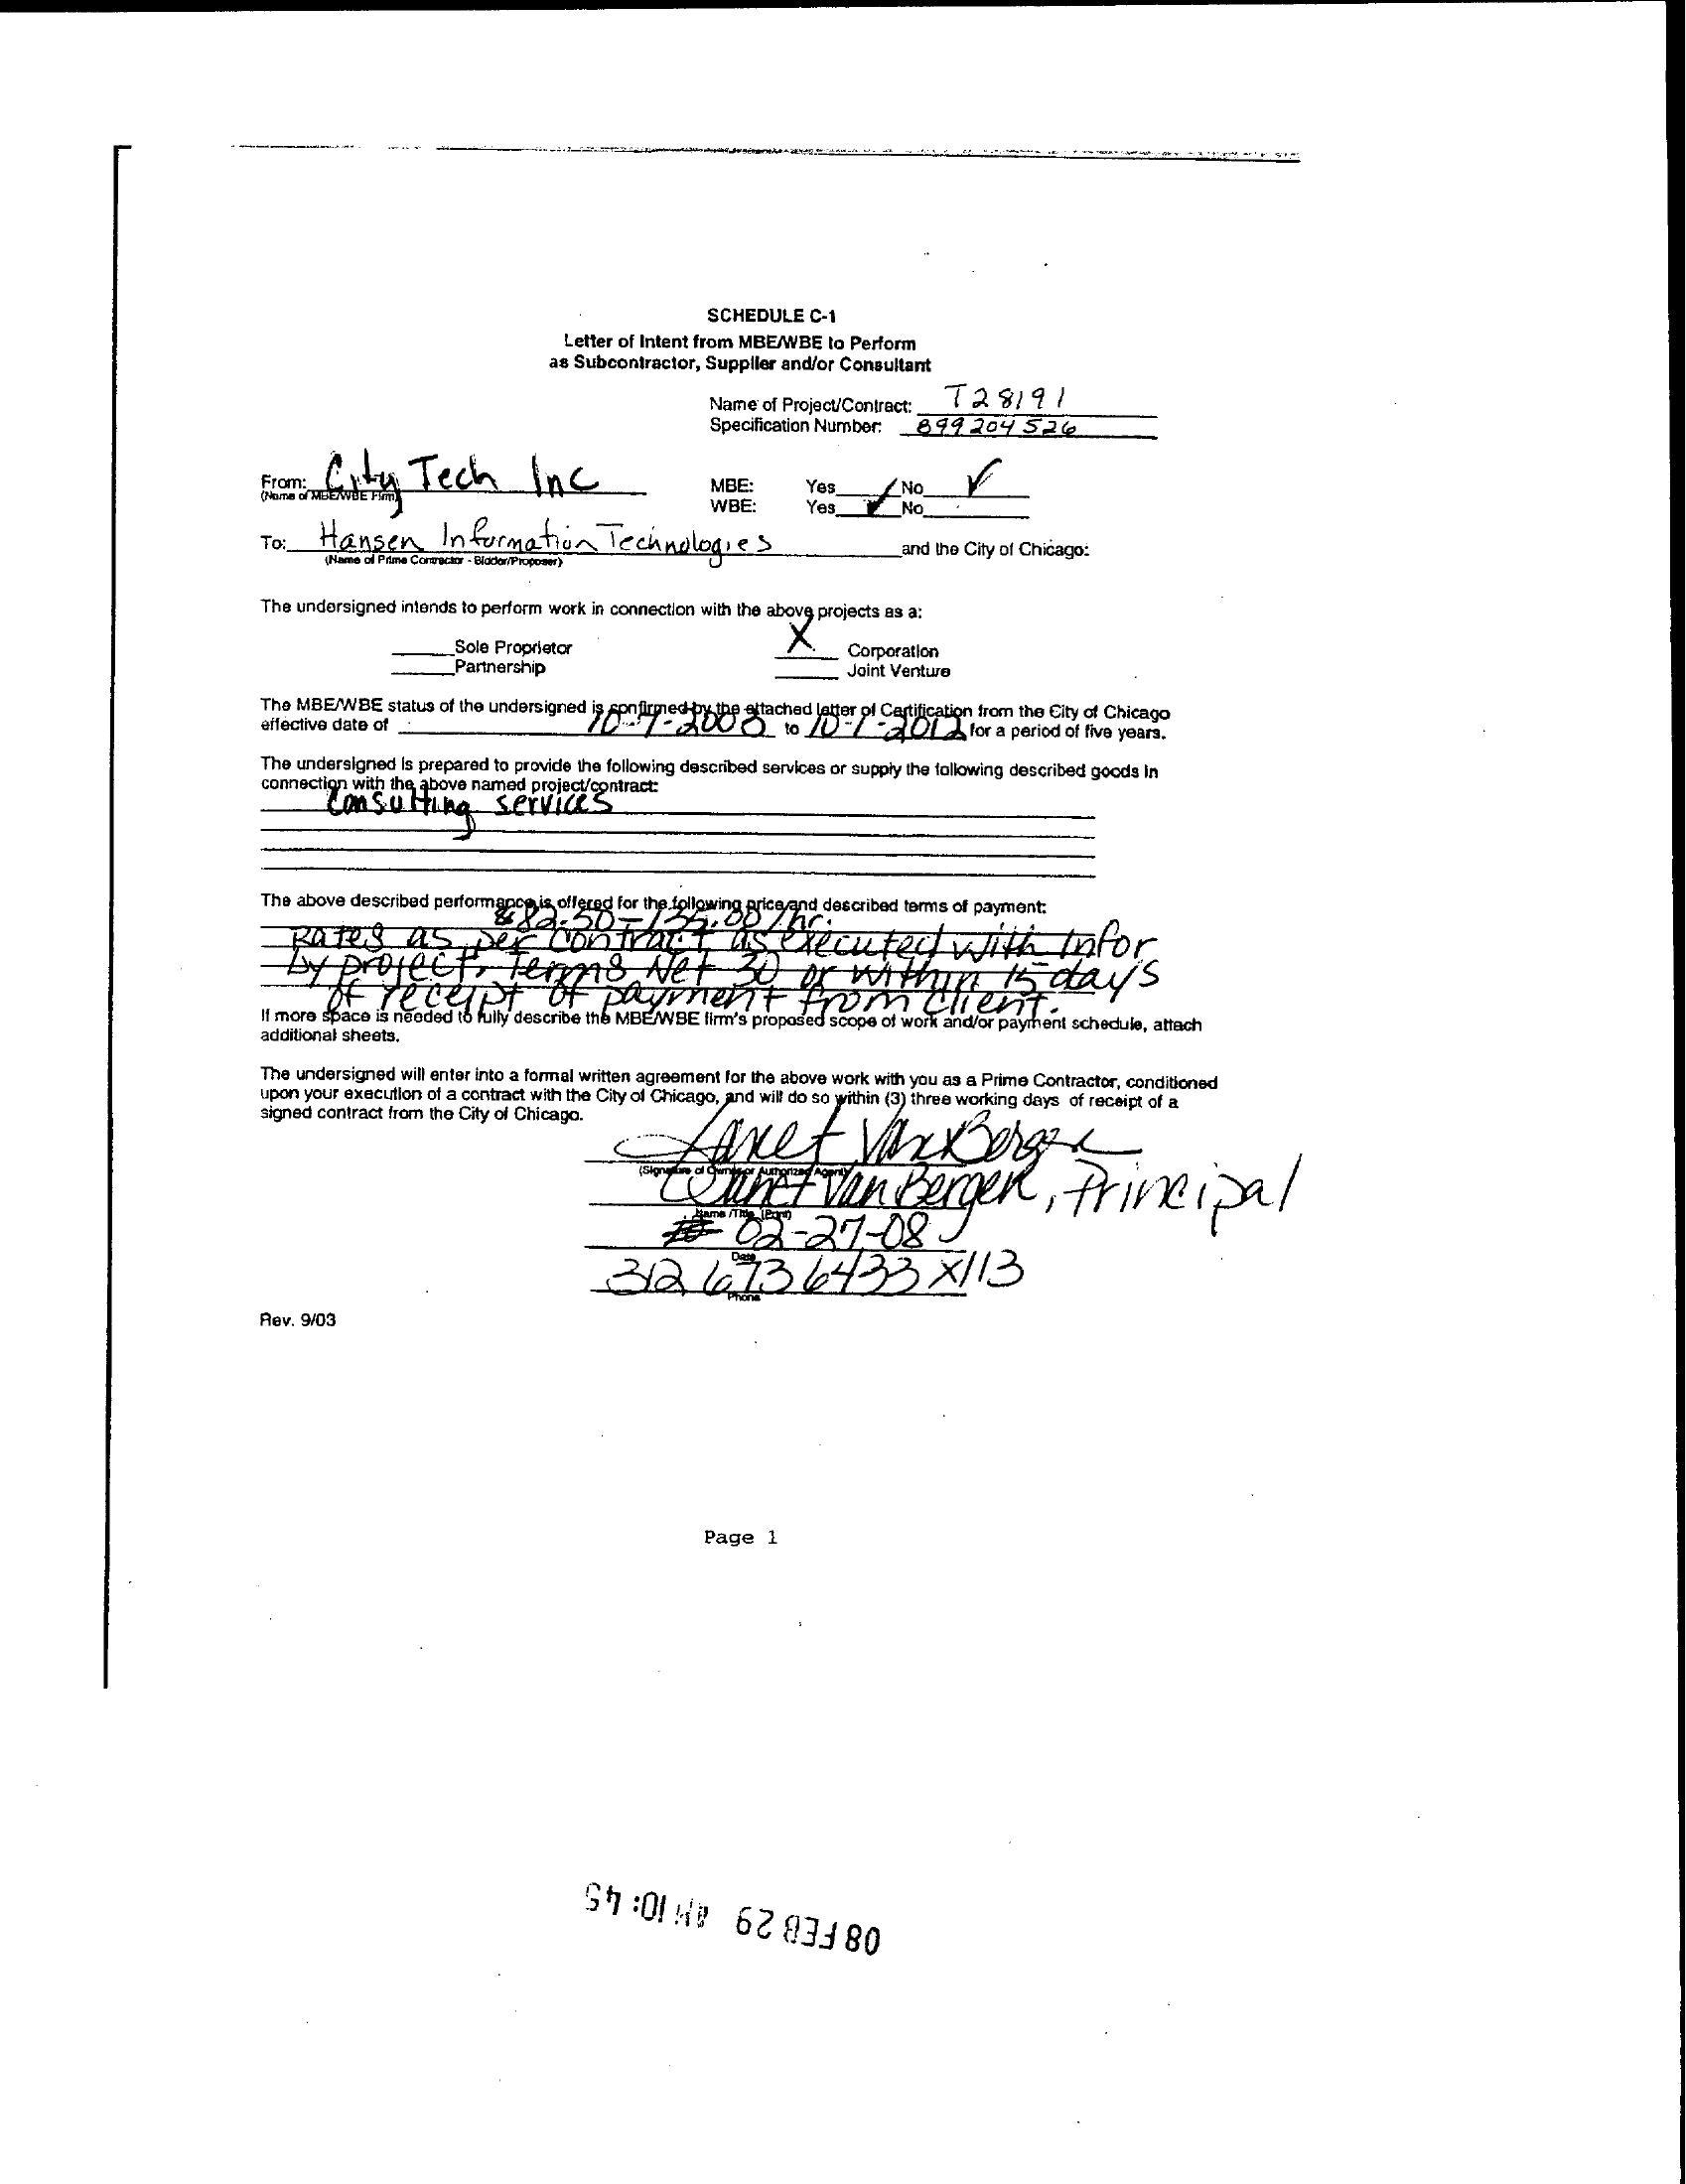 SCHEDULE C-1
Letter of Intent from MBE/WBE to Perform
as Subcontractor, Supplier and/or Consultant
Name of Project/Contract: T28191
Specification Number: 899204526
From: City Tech Inc
(Name of MBE/WBE Firm)
MBE: Yes No ✓
WBE: Yes ✓ No
To: Hansen Information Technologies and the City of Chicago:
(Name of Prime Contractor - Bidder/Proposer)
The undersigned intends to perform work in connection with the above projects as a:
Sole Proprietor X Corporation
Partnership Joint Venture
The MBE/WBE status of the undersigned is confirmed by the attached letter of Certification from the City of Chicago
effective date of to 10-1-2012 for a period of five years.
The undersigned is prepared to provide the following described services or supply the following described goods in
connection with the above named project/contract:
Consulting services
The above described performance is offered for the following price and described terms of payment:
82.50-135.00/hr.
Rates as per contract as executed with Infor
by project. Terms Net 30 or within 15 days
of receipt of payment from client.
If more space is needed to fully describe the MBE/WBE firm's proposed scope of work and/or payment schedule, attach
additional sheets.
The undersigned will enter into a formal written agreement for the above work with you as a Prime Contractor, conditioned
upon your execution of a contract with the City of Chicago, and will do so within (3) three working days of receipt of a
signed contract from the City of Chicago.
Janet VanBergen
(Signature of Owner or Authorized Agent)
Janet Van Bergen, Principal
Name /Title (Print)
02-27-08
Date
312 673 6433 X113
Phone
Rev. 9/03
Page 1
08 FEB 29 AM 10:45